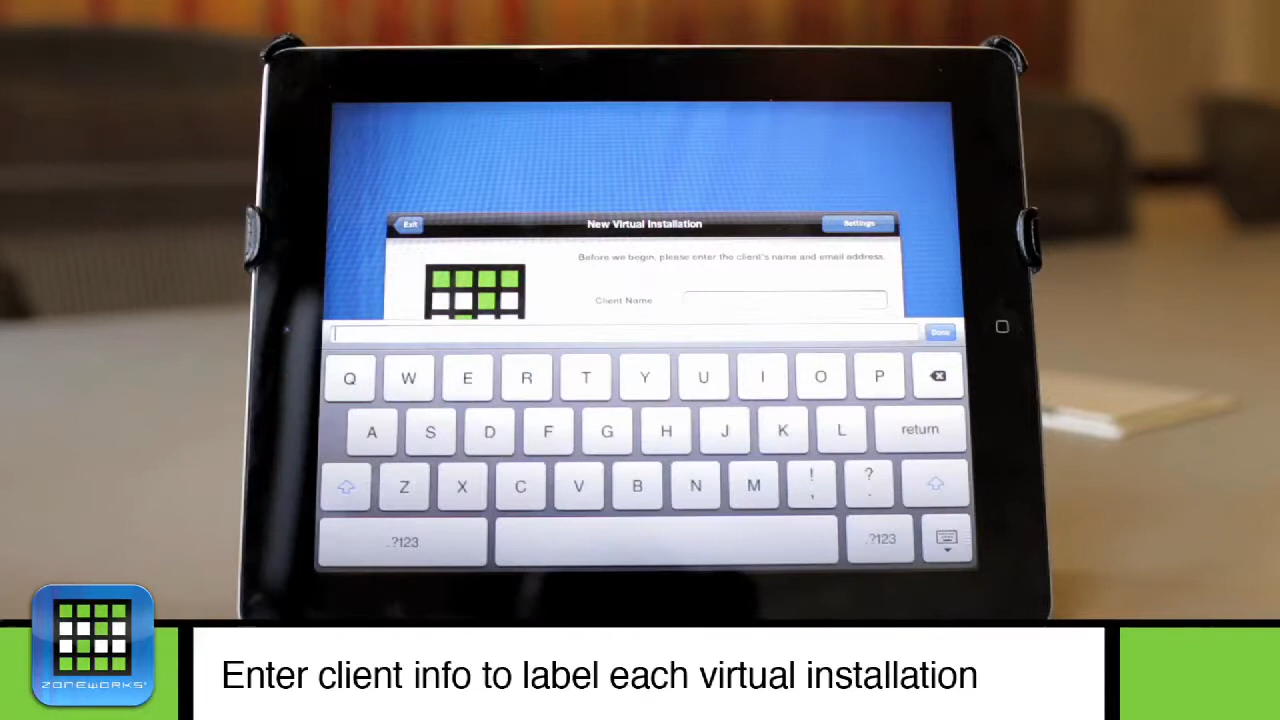 Exit
New Virtual Installation
Settings
Before we begin, please enter the client's name and email address.
Client Name
Done
Q W E R T Y U I O P
A S D F G H J K L return
Z X C V B N M ! , ? .
.?123 .?123
ZONEWORKS®
Enter client info to label each virtual installation